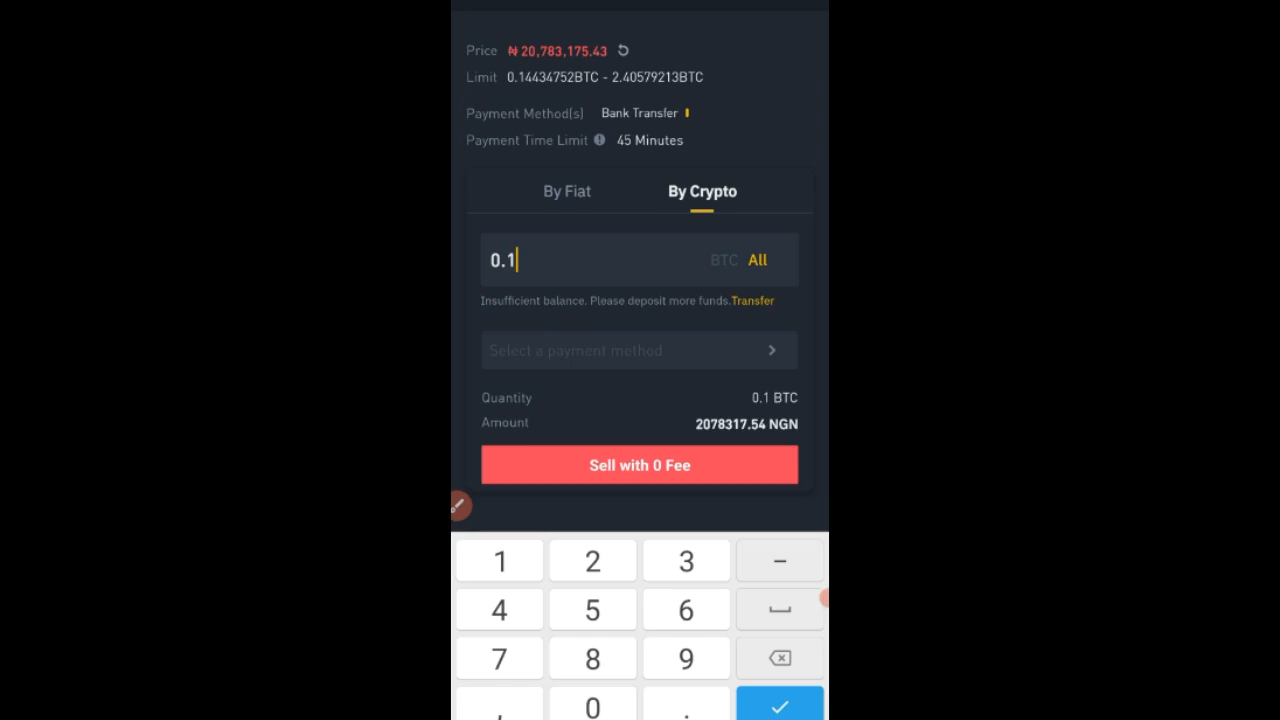 Price ₦ 20,783,175.43
Limit 0.14434752BTC - 2.40579213BTC
Payment Method(s) Bank Transfer
Payment Time Limit 45 Minutes
By Fiat By Crypto
0.1 BTC All
Insufficient balance. Please deposit more funds.Transfer
Select a payment method
Quantity 0.1 BTC
Amount 2078317.54 NGN
Sell with 0 Fee
1 2 3 -
4 5 6
7 8 9
, 0 .